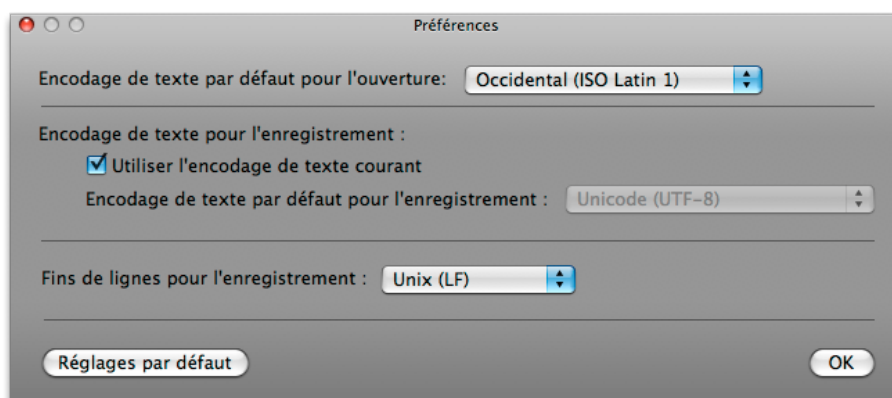 Préférences
Encodage de texte par défaut pour l'ouverture: Occidental (ISO Latin 1)
Encodage de texte pour l'enregistrement :
Utiliser l'encodage de texte courant
Encodage de texte par défaut pour l'enregistrement : Unicode (UTF-8)
Fins de lignes pour l'enregistrement : Unix (LF)
Réglages par défaut OK